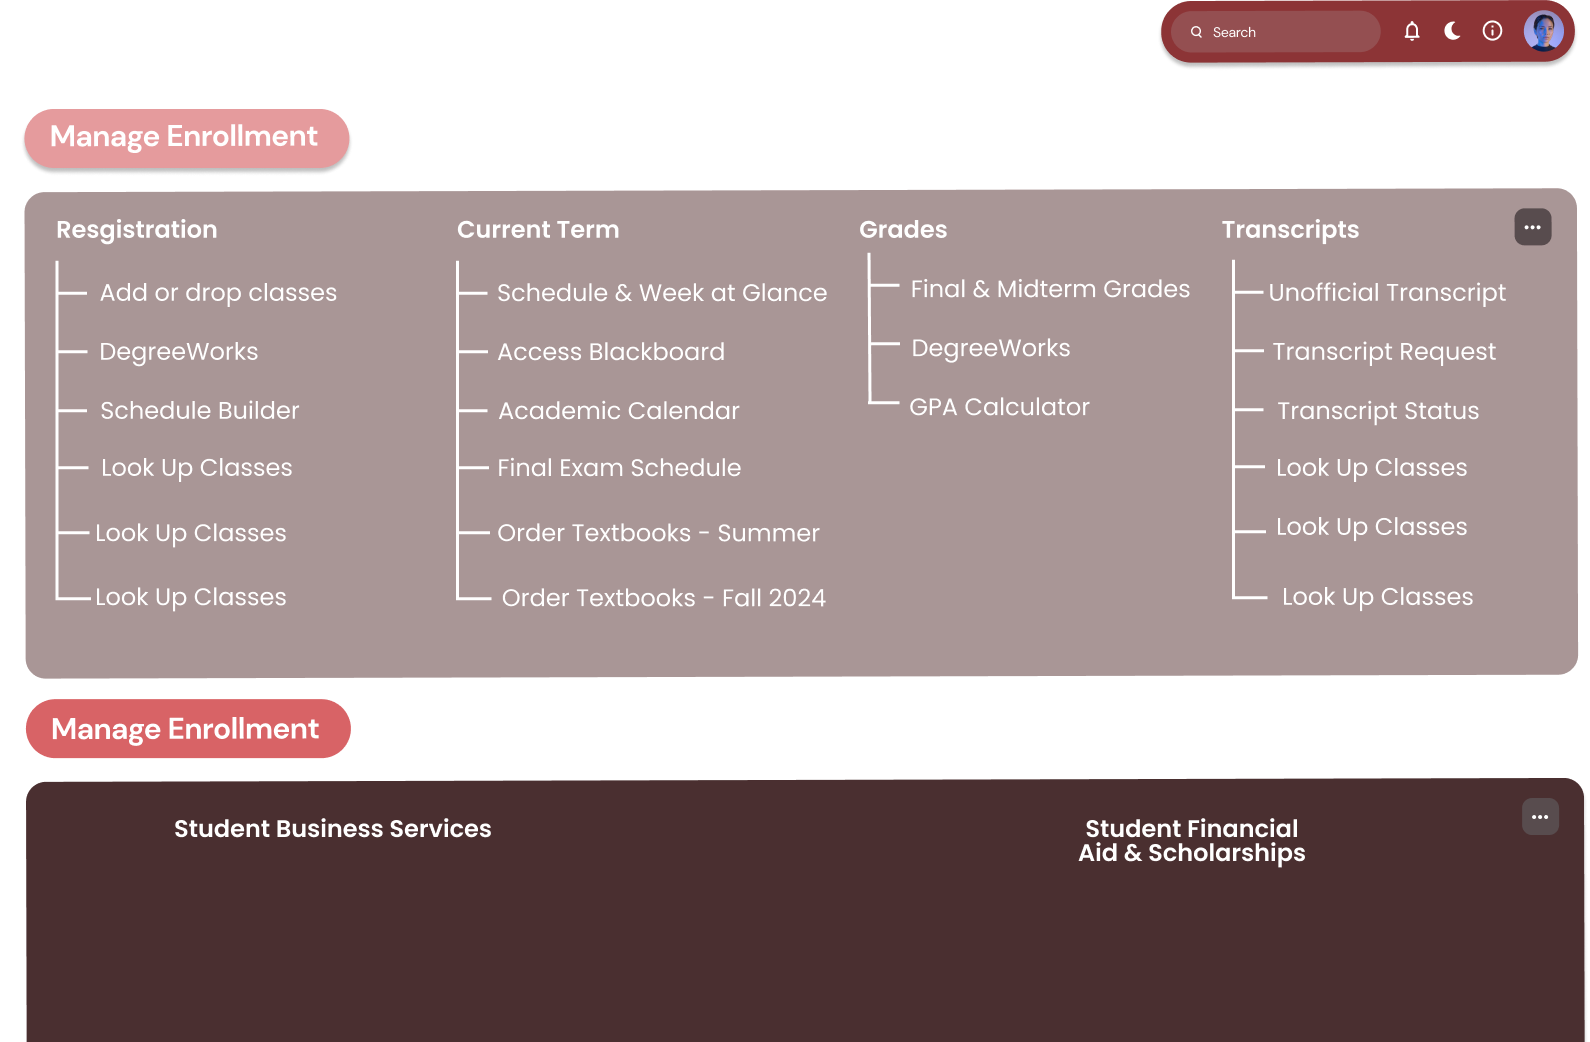 Search
Manage Enrollment
Resgistration
Add or drop classes
DegreeWorks
Schedule Builder
Look Up Classes
Look Up Classes
Look Up Classes
Current Term
Schedule & Week at Glance
Access Blackboard
Academic Calendar
Final Exam Schedule
Order Textbooks - Summer
Order Textbooks - Fall 2024
Grades
Final & Midterm Grades
DegreeWorks
GPA Calculator
Transcripts
Unofficial Transcript
Transcript Request
Transcript Status
Look Up Classes
Look Up Classes
Look Up Classes
Manage Enrollment
Student Business Services
Student Financial
Aid & Scholarships